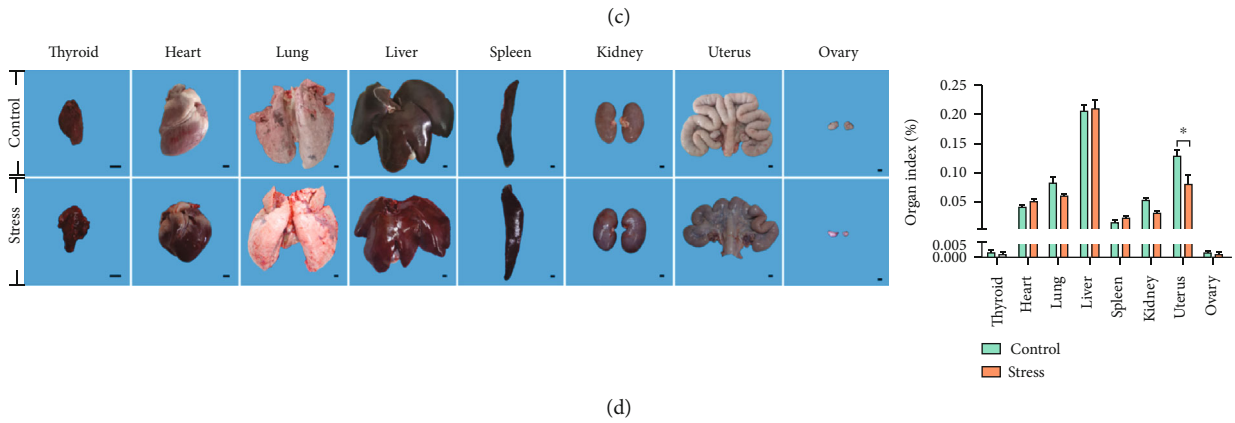 (c)
Thyroid Heart Lung Liver Spleen Kidney Uterus Ovary
Control
Stress
Organ index (%)
0.25
0.20
0.15
0.10
0.05
0.005
0.000
*
Thyroid
Heart
Lung
Liver
Spleen
Kidney
Uterus
Ovary
Control
Stress
(d)